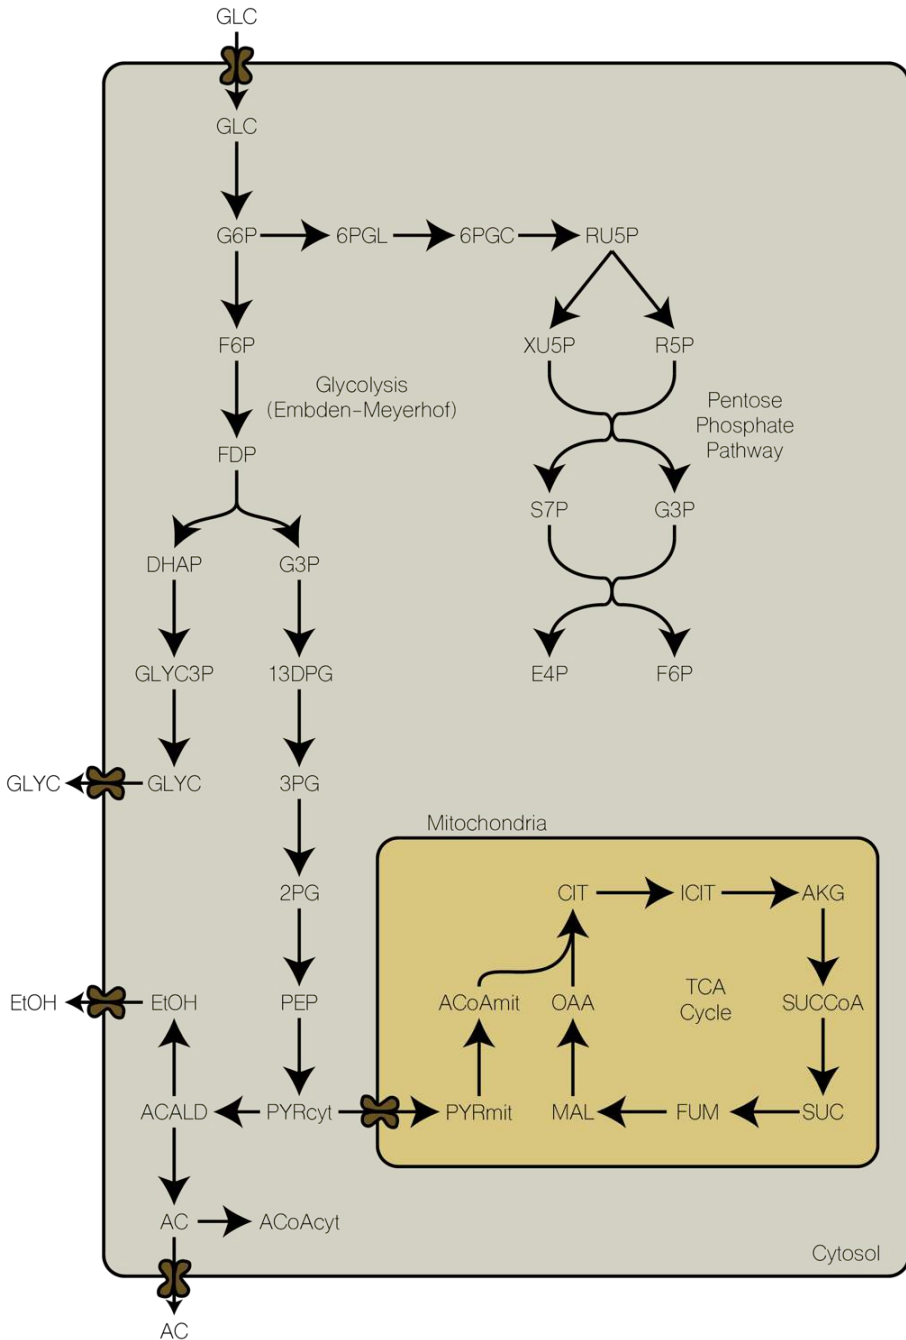 GLC
GLC
G6P
6PGL
6PGC
RU5P
F6P
XU5P
R5P
Glycolysis
(Embden-Meyerhof)
Pentose
Phosphate
Pathway
FDP
S7P
G3P
DHAP
G3P
GLYC3P
13DPG
E4P
F6P
GLYC
GLYC
3PG
Mitochondria
2PG
CIT
ICIT
AKG
EtOH
EtOH
PEP
ACoAmit
OAA
TCA
Cycle
SUCCoA
ACALD
PYRcyt
PYRmit
MAL
FUM
SUC
AC
ACoAcyt
Cytosol
AC